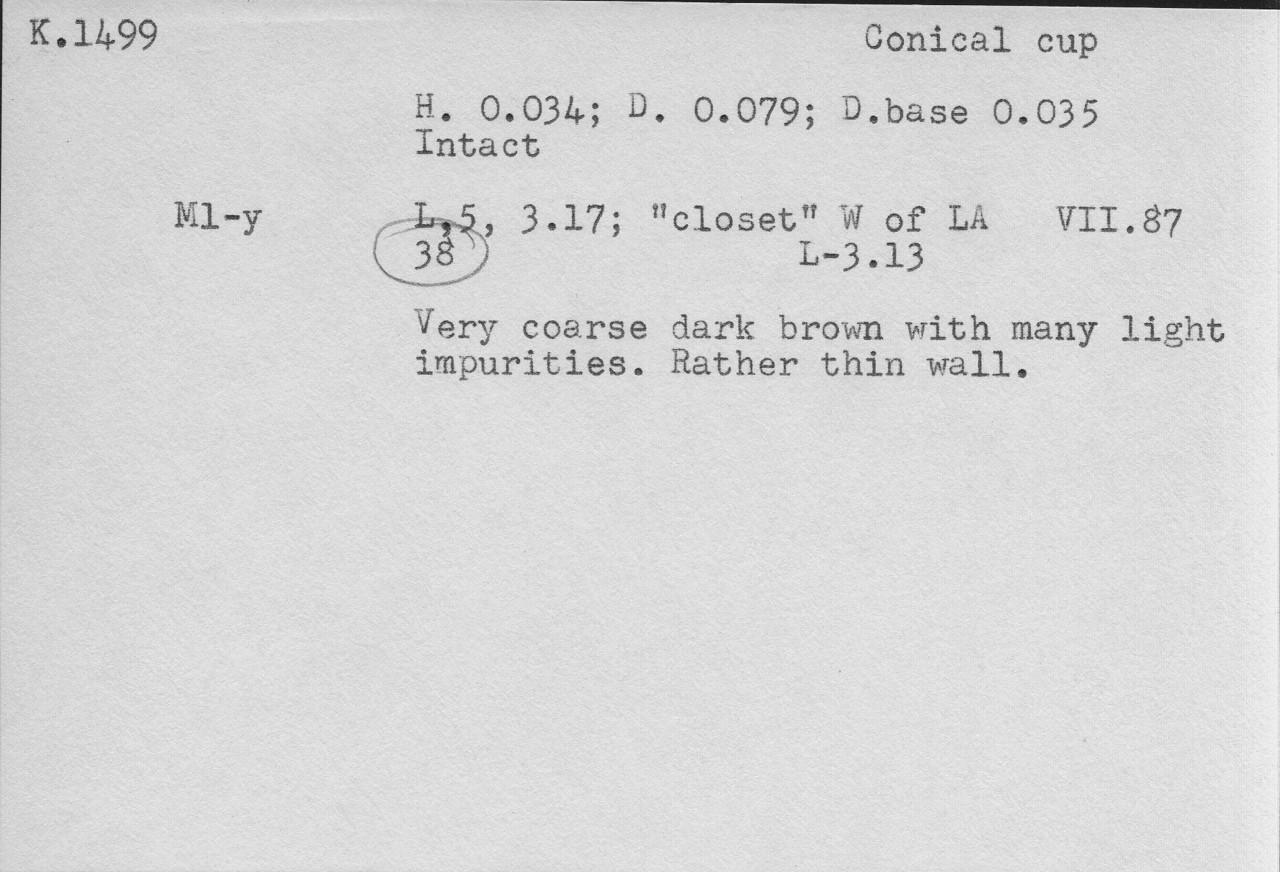 K.1499 Conical cup
H. 0.034; D. 0.079; D.base 0.035
Intact
Ml-y L,5, 3.17; "closet" W of LA VII.87
38 L-3.13
Very coarse dark brown with many light
impurities. Rather thin wall.